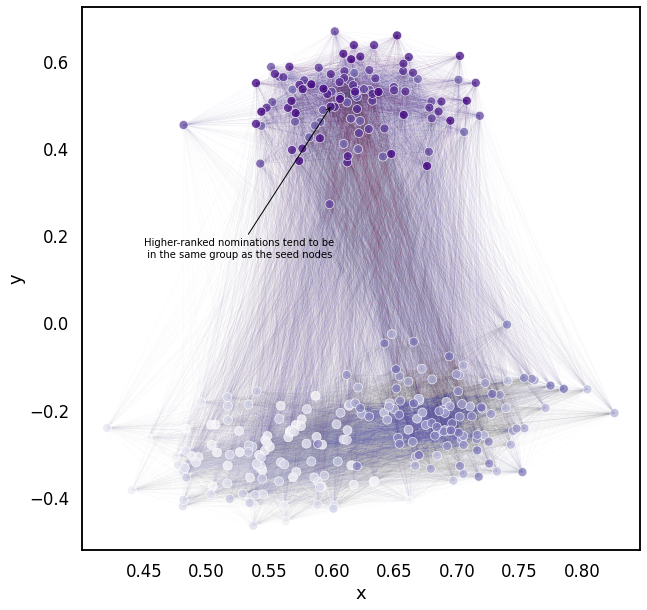 0.6
0.4
0.2
0.0
−0.2
−0.4
y
Higher-ranked nominations tend to be
in the same group as the seed nodes
0.45 0.50 0.55 0.60 0.65 0.70 0.75 0.80
x